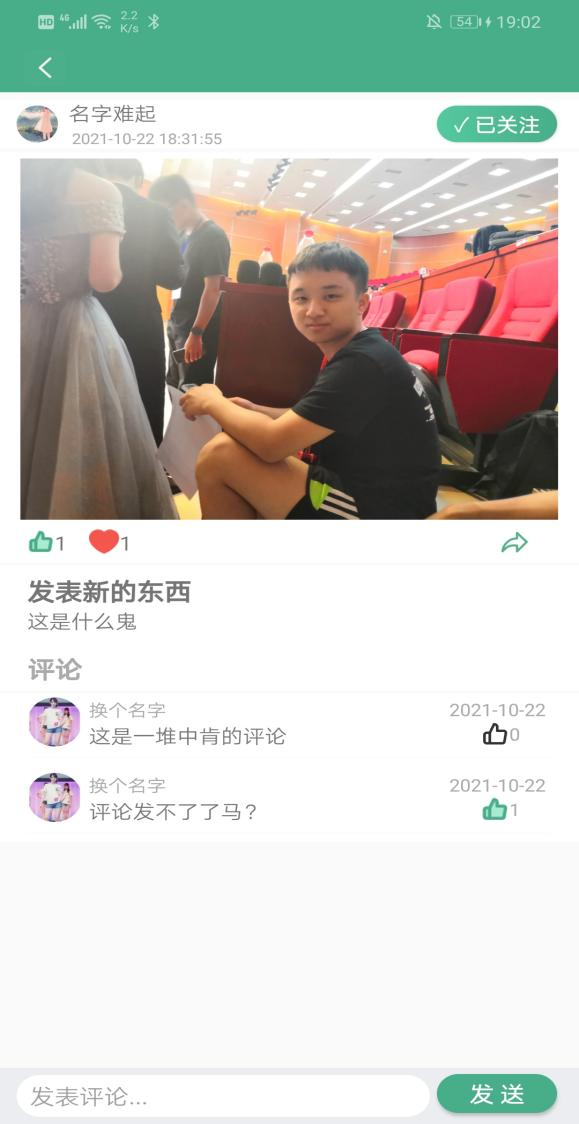 HD 4G 2.2 K/s 54 19:02
名字难起
2021-10-22 18:31:55
✓已关注
1 1
发表新的东西
这是什么鬼
评论
换个名字 2021-10-22
这是一堆中肯的评论 0
换个名字 2021-10-22
评论发不了了马? 1
发表评论... 发送